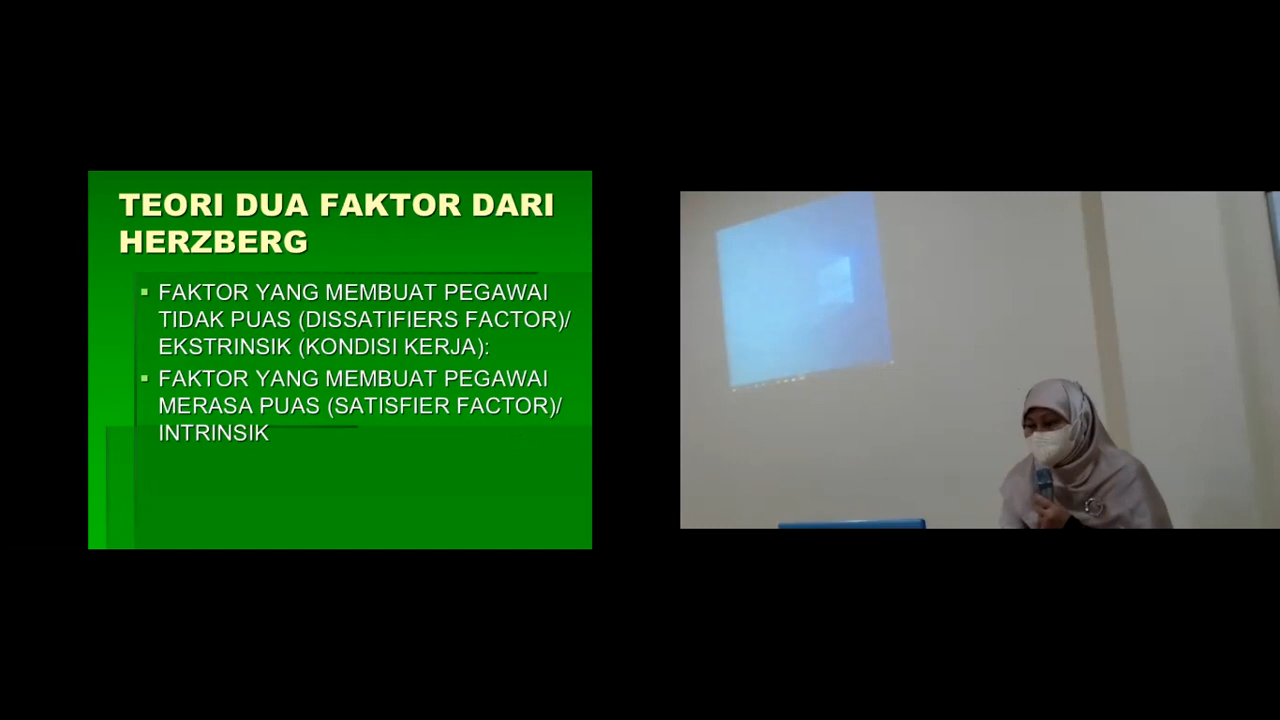 TEORI DUA FAKTOR DARI
HERZBERG
FAKTOR YANG MEMBUAT PEGAWAI
TIDAK PUAS (DISSATIFIERS FACTOR)/
EKSTRINSIK (KONDISI KERJA):
FAKTOR YANG MEMBUAT PEGAWAI
MERASA PUAS (SATISFIER FACTOR)/
INTRINSIK